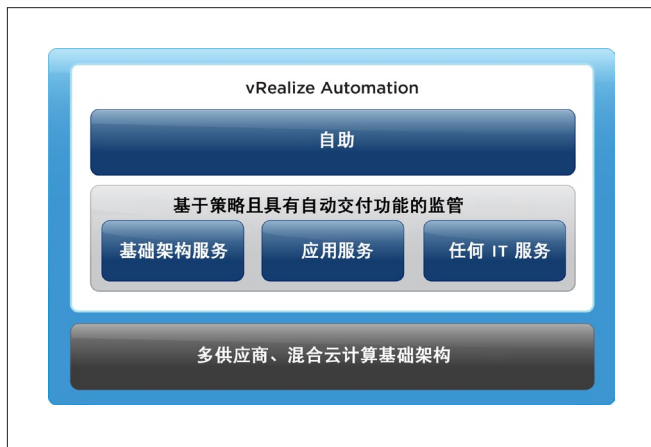 vRealize Automation
自助
基于策略且具有自动交付功能的监管
基础架构服务
应用服务
任何 IT 服务
多供应商、混合云计算基础架构